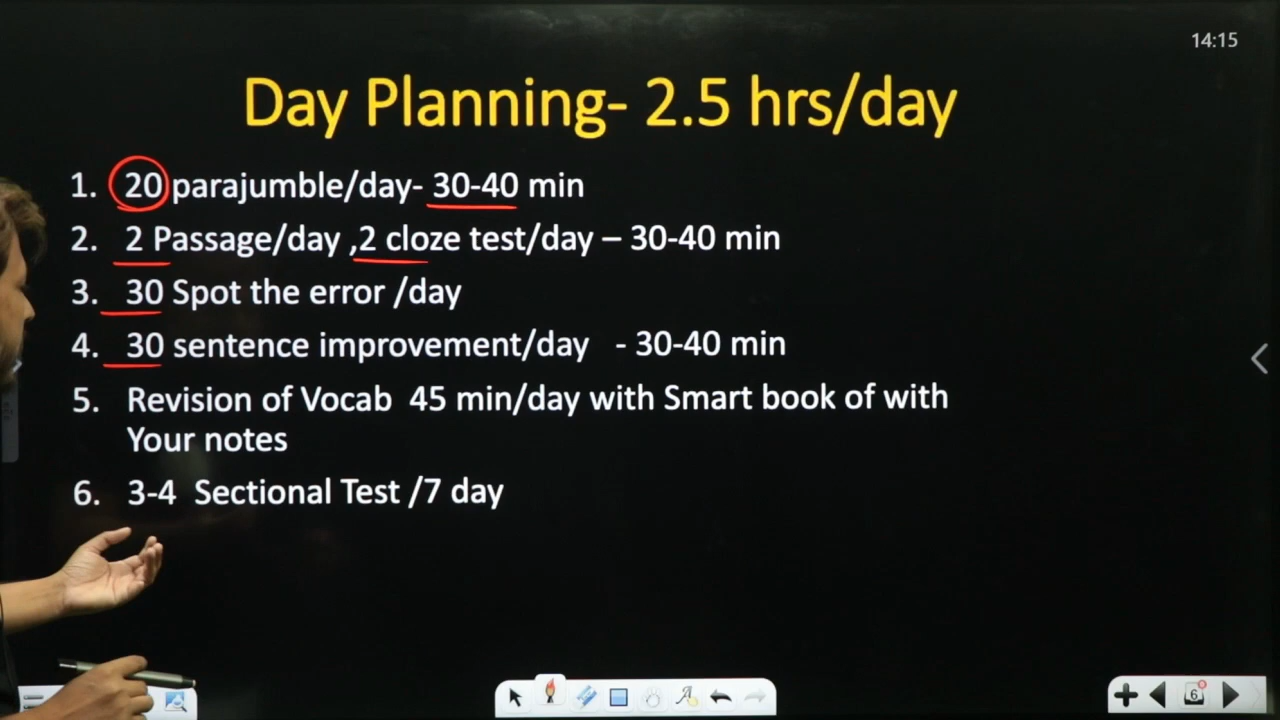 14:15
Day Planning- 2.5 hrs/day
1. 20 parajumble/day- 30-40 min
2. 2 Passage/day ,2 cloze test/day – 30-40 min
3. 30 Spot the error /day
4. 30 sentence improvement/day - 30-40 min
5. Revision of Vocab 45 min/day with Smart book of with
Your notes
6. 3-4 Sectional Test /7 day
6